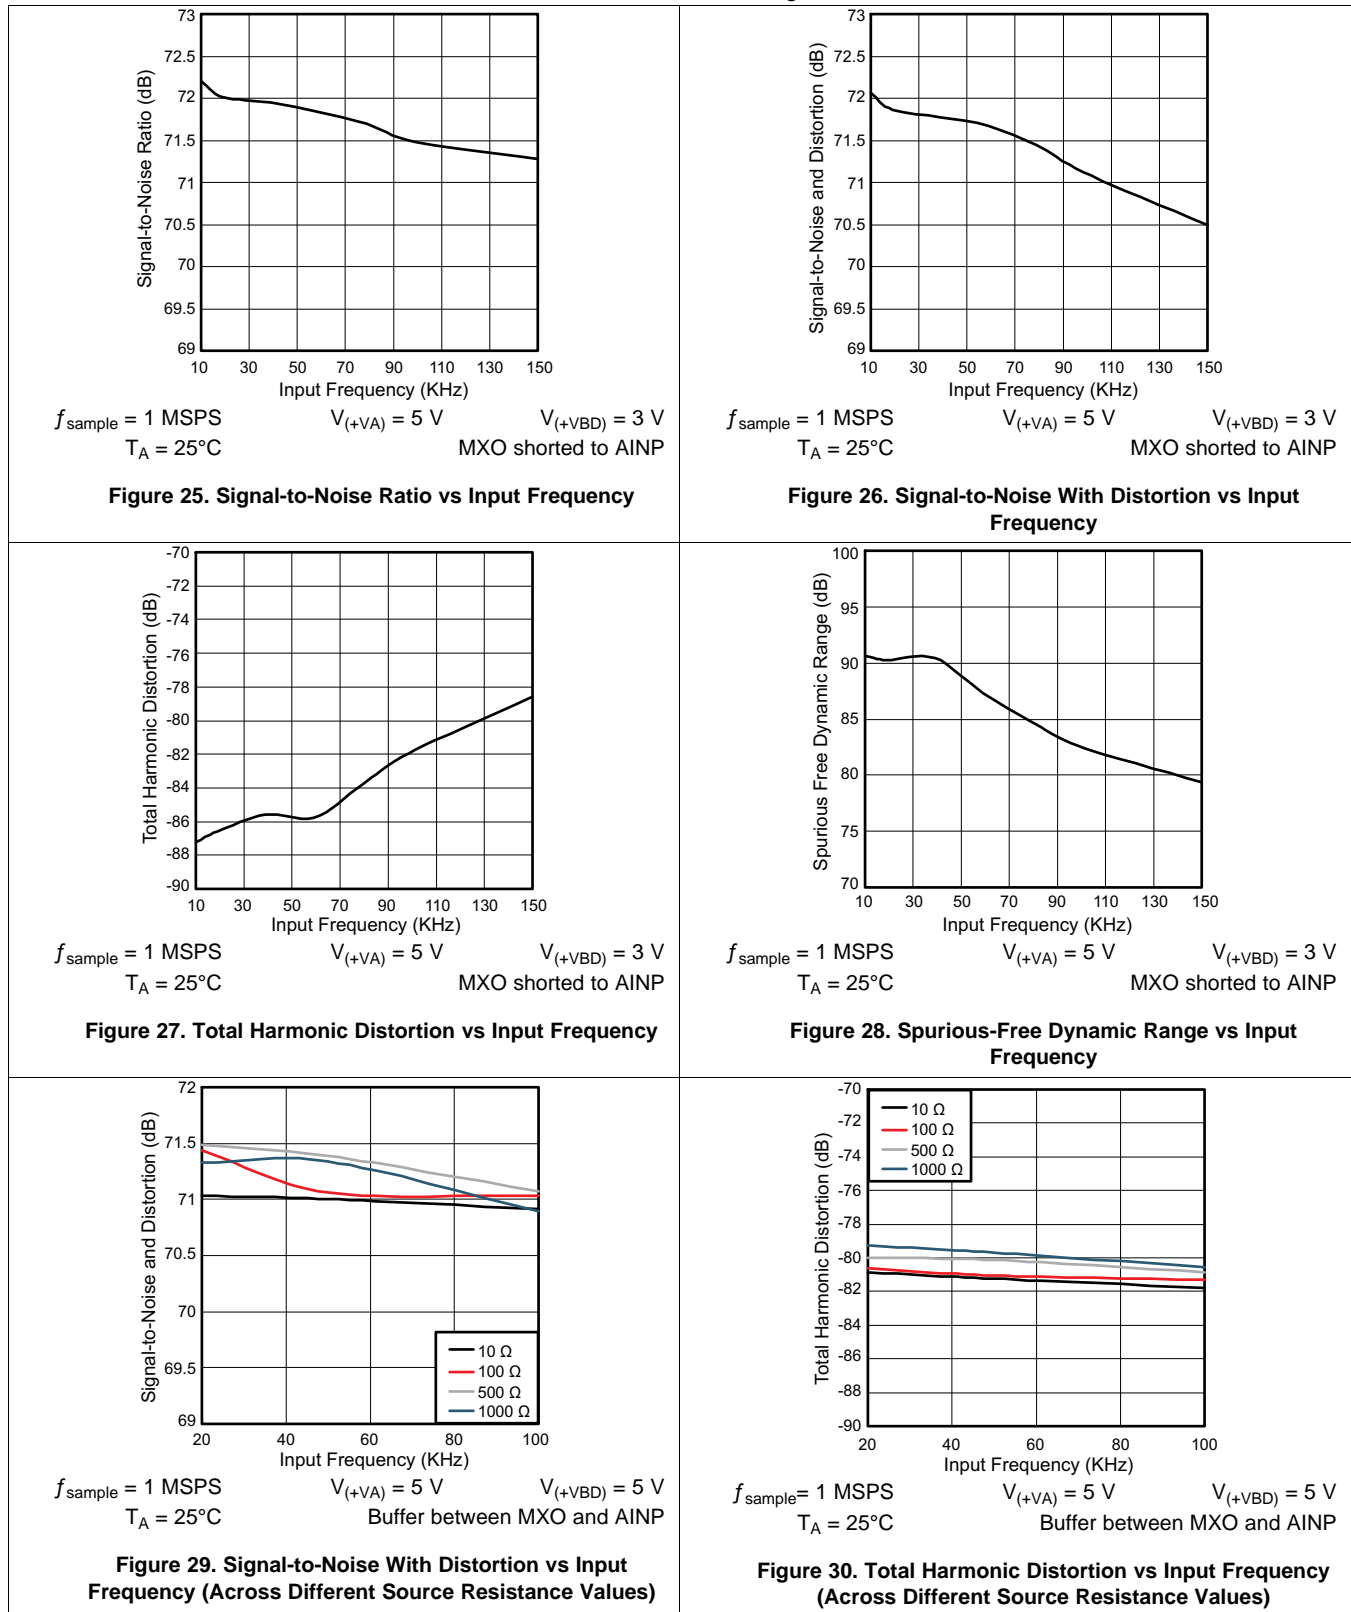 73
72.5
72
71.5
71
70.5
70
69.5
69
Signal-to-Noise Ratio (dB)
10 30 50 70 90 110 130 150
Input Frequency (KHz)
ƒsample = 1 MSPS V(+VA) = 5 V V(+VBD) = 3 V
TA = 25°C MXO shorted to AINP
Figure 25. Signal-to-Noise Ratio vs Input Frequency
73
72.5
72
71.5
71
70.5
70
69.5
69
Signal-to-Noise and Distortion (dB)
10 30 50 70 90 110 130 150
Input Frequency (KHz)
ƒsample = 1 MSPS V(+VA) = 5 V V(+VBD) = 3 V
TA = 25°C MXO shorted to AINP
Figure 26. Signal-to-Noise With Distortion vs Input
Frequency
-70
-72
-74
-76
-78
-80
-82
-84
-86
-88
-90
Total Harmonic Distortion (dB)
10 30 50 70 90 110 130 150
Input Frequency (KHz)
ƒsample = 1 MSPS V(+VA) = 5 V V(+VBD) = 3 V
TA = 25°C MXO shorted to AINP
Figure 27. Total Harmonic Distortion vs Input Frequency
100
95
90
85
80
75
70
Spurious Free Dynamic Range (dB)
10 30 50 70 90 110 130 150
Input Frequency (KHz)
ƒsample = 1 MSPS V(+VA) = 5 V V(+VBD) = 3 V
TA = 25°C MXO shorted to AINP
Figure 28. Spurious-Free Dynamic Range vs Input
Frequency
72
71.5
71
70.5
70
69.5
69
Signal-to-Noise and Distortion (dB)
10 Ω
100 Ω
500 Ω
1000 Ω
20 40 60 80 100
Input Frequency (KHz)
ƒsample = 1 MSPS V(+VA) = 5 V V(+VBD) = 5 V
TA = 25°C Buffer between MXO and AINP
Figure 29. Signal-to-Noise With Distortion vs Input
Frequency (Across Different Source Resistance Values)
-70
-72
-74
-76
-78
-80
-82
-84
-86
-88
-90
Total Harmonic Distortion (dB)
10 Ω
100 Ω
500 Ω
1000 Ω
20 40 60 80 100
Input Frequency (KHz)
ƒsample= 1 MSPS V(+VA) = 5 V V(+VBD) = 5 V
TA = 25°C Buffer between MXO and AINP
Figure 30. Total Harmonic Distortion vs Input Frequency
(Across Different Source Resistance Values)